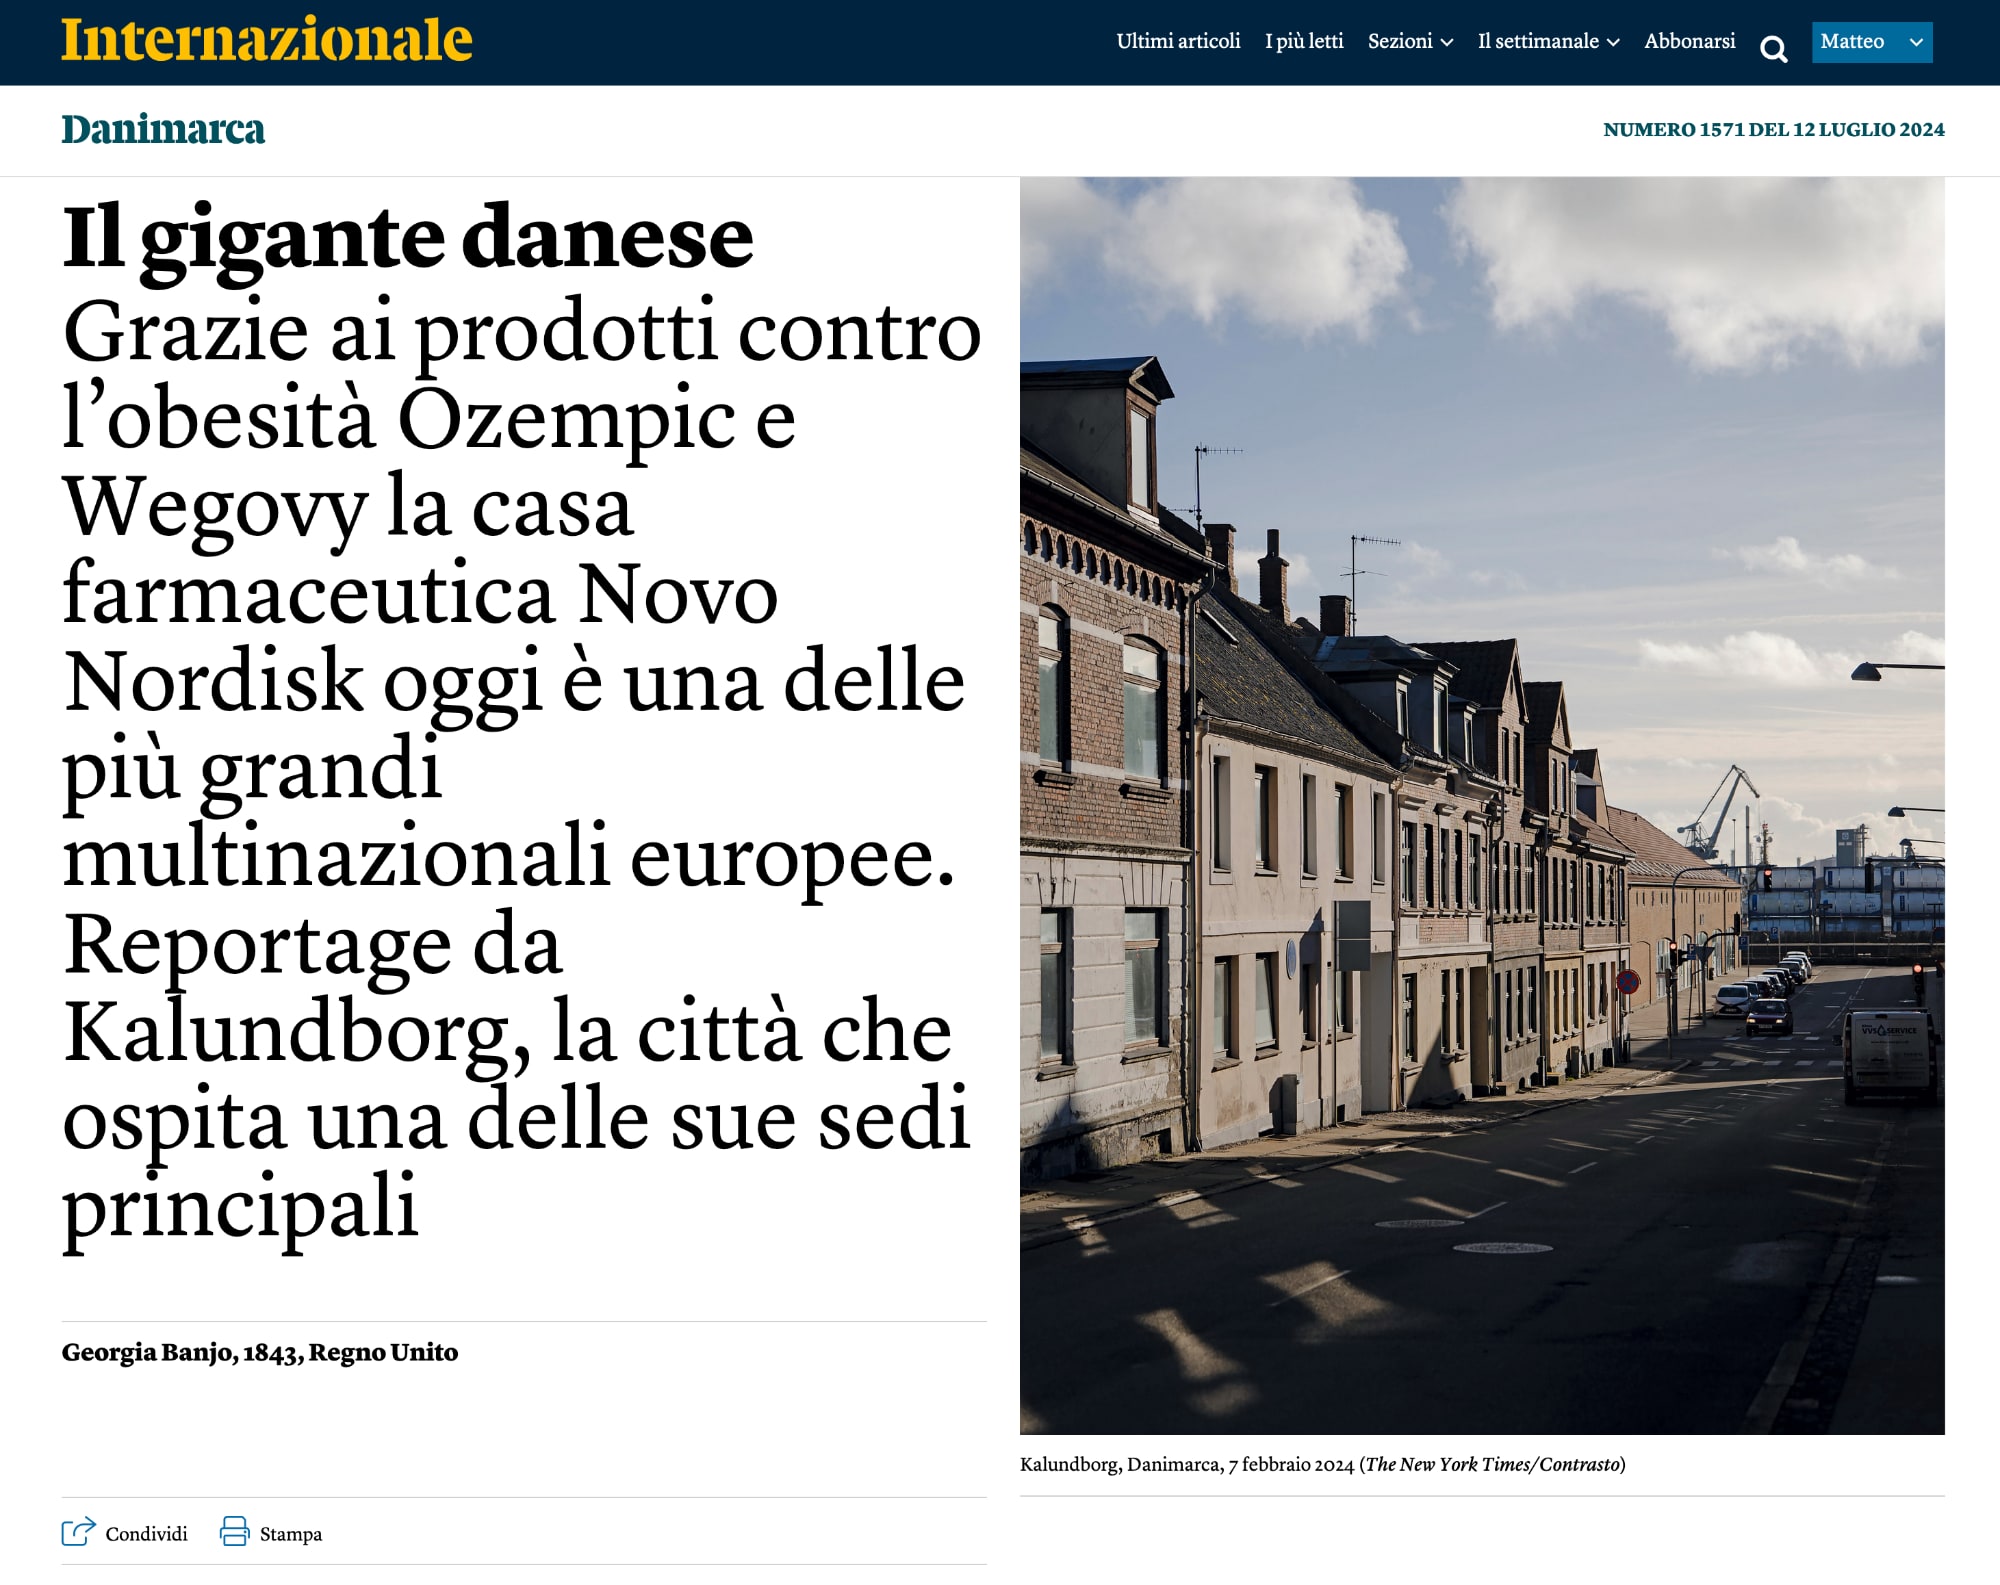 Internazionale
Ultimi articoli I più letti Sezioni Il settimanale Abbonarsi Matteo
Danimarca
NUMERO 1571 DEL 12 LUGLIO 2024
Il gigante danese
Grazie ai prodotti contro
l’obesità Ozempic e
Wegovy la casa
farmaceutica Novo
Nordisk oggi è una delle
più grandi
multinazionali europee.
Reportage da
Kalundborg, la città che
ospita una delle sue sedi
principali
Georgia Banjo, 1843, Regno Unito
Condividi Stampa
VVS SERVICE
Kalundborg, Danimarca, 7 febbraio 2024 (The New York Times/Contrasto)